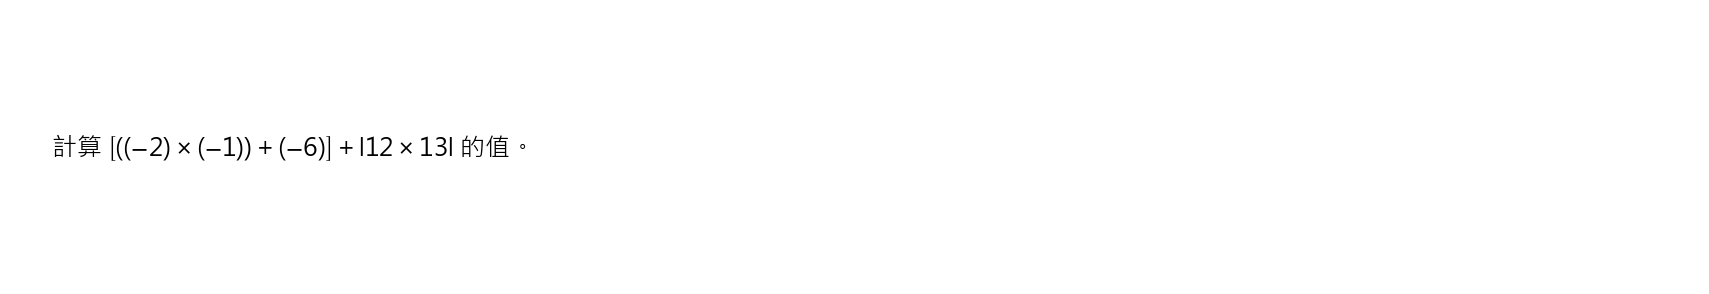 計算 [((−2) × (−1)) + (−6)] + l12 × 13l 的值。